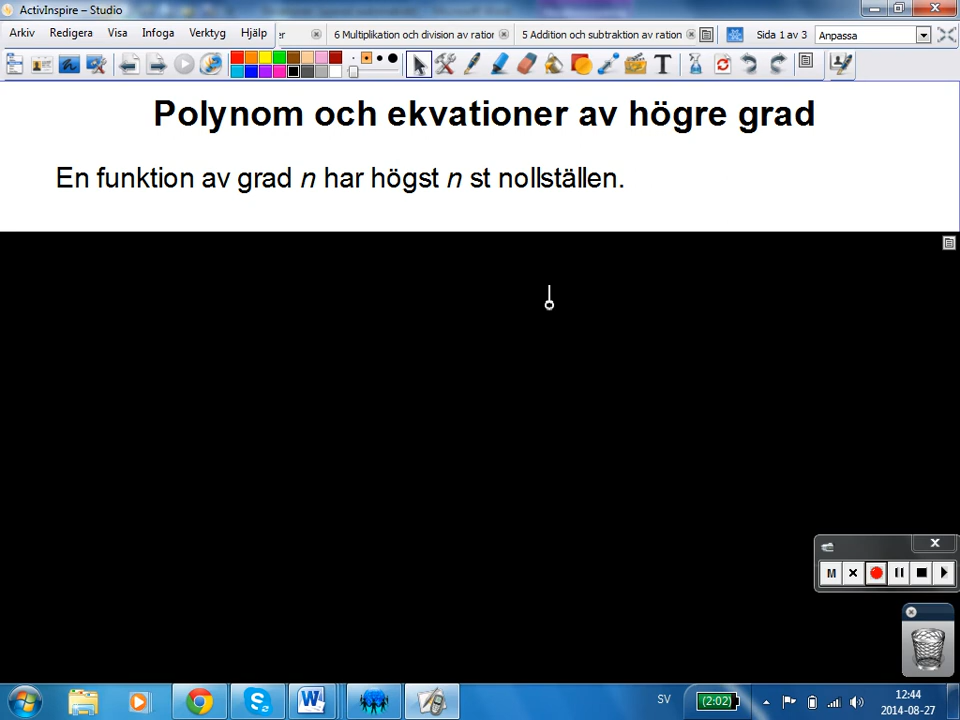 ActivInspire – Studio
Arkiv Redigera Visa Infoga Verktyg Hjälp
er 6 Multiplikation och division av ration 5 Addition och subtraktion av ration Sida 1 av 3 Anpassa
T
Polynom och ekvationer av högre grad
En funktion av grad n har högst n st nollställen.
M
SV (2:02) 12:44
2014-08-27